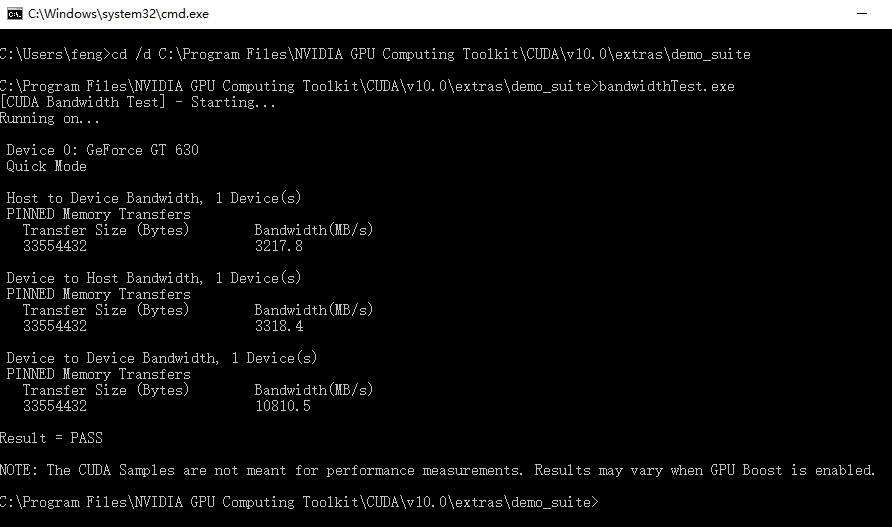 C:\Windows\system32\cmd.exe
C:\Users\feng>cd /d C:\Program Files\NVIDIA GPU Computing Toolkit\CUDA\v10.0\extras\demo_suite
C:\Program Files\NVIDIA GPU Computing Toolkit\CUDA\v10.0\extras\demo_suite>bandwidthTest.exe
[CUDA Bandwidth Test] - Starting...
Running on...
Device 0: GeForce GT 630
Quick Mode
Host to Device Bandwidth, 1 Device(s)
PINNED Memory Transfers
Transfer Size (Bytes) Bandwidth(MB/s)
33554432 3217.8
Device to Host Bandwidth, 1 Device(s)
PINNED Memory Transfers
Transfer Size (Bytes) Bandwidth(MB/s)
33554432 3318.4
Device to Device Bandwidth, 1 Device(s)
PINNED Memory Transfers
Transfer Size (Bytes) Bandwidth(MB/s)
33554432 10810.5
Result = PASS
NOTE: The CUDA Samples are not meant for performance measurements. Results may vary when GPU Boost is enabled.
C:\Program Files\NVIDIA GPU Computing Toolkit\CUDA\v10.0\extras\demo_suite>